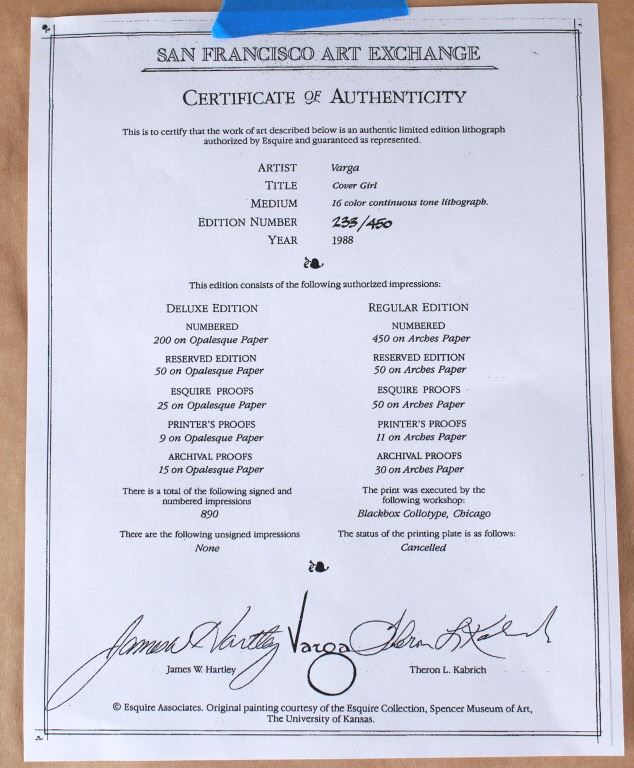 SAN FRANCISCO ART EXCHANGE
CERTIFICATE OF AUTHENTICITY
This is to certify that the work of art described below is an authentic limited edition lithograph
authorized by Esquire and guaranteed as represented.
ARTIST Varga
TITLE Cover Girl
MEDIUM 16 color continuous tone lithograph.
EDITION NUMBER 233/450
YEAR 1988
This edition consists of the following authorized impressions:
DELUXE EDITION
NUMBERED
200 on Opalesque Paper
RESERVED EDITION
50 on Opalesque Paper
ESQUIRE PROOFS
25 on Opalesque Paper
PRINTER'S PROOFS
9 on Opalesque Paper
ARCHIVAL PROOFS
15 on Opalesque Paper
There is a total of the following signed and
numbered impressions
890
There are the following unsigned impressions
None
REGULAR EDITION
NUMBERED
450 on Arches Paper
RESERVED EDITION
50 on Arches Paper
ESQUIRE PROOFS
50 on Arches Paper
PRINTER'S PROOFS
11 on Arches Paper
ARCHIVAL PROOFS
30 on Arches Paper
The print was executed by the
following workshop:
Blackbox Collotype, Chicago
The status of the printing plate is as follows:
Cancelled
James W Hartley Varga Theron L. Kabrich
James W. Hartley
Theron L. Kabrich
© Esquire Associates. Original painting courtesy of the Esquire Collection, Spencer Museum of Art,
The University of Kansas.